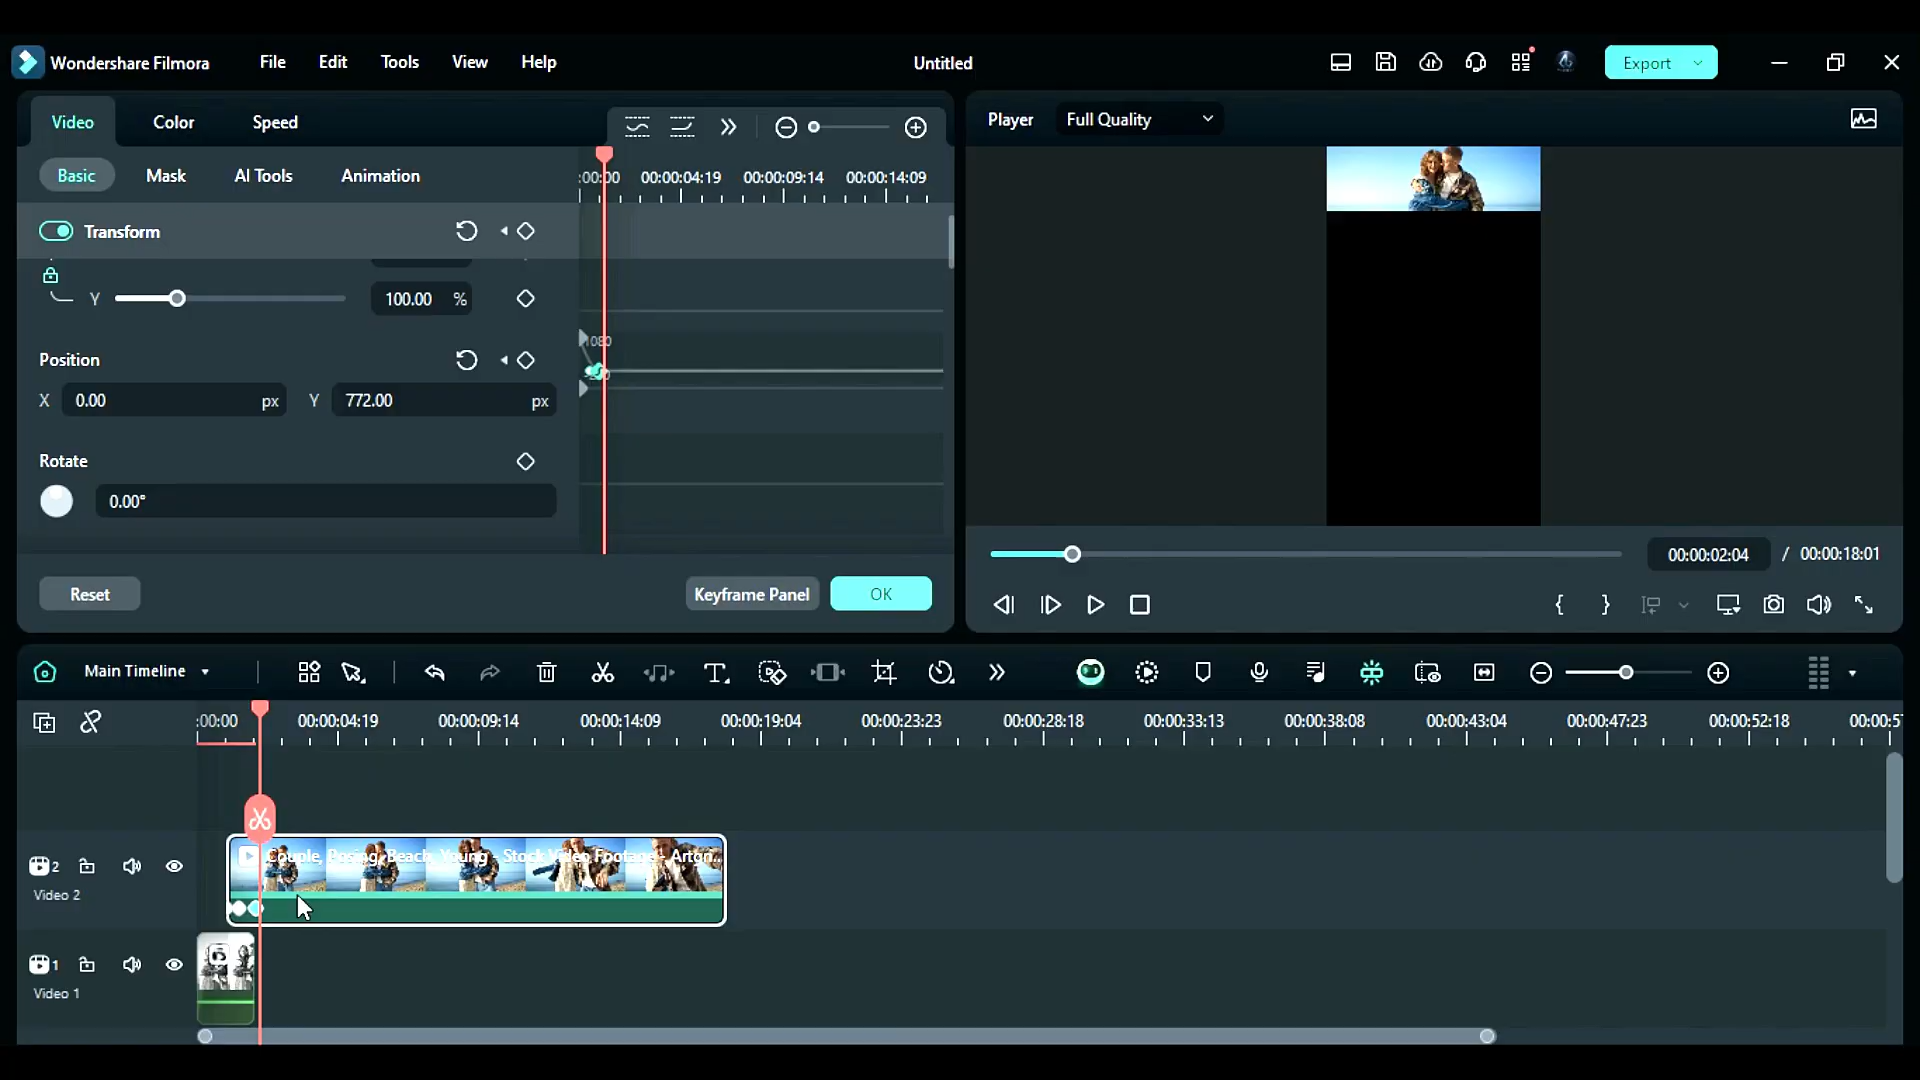 Wondershare Filmora File Edit Tools View Help Untitled Export
Video Color Speed
Player Full Quality
Basic Mask AI Tools Animation
:00:00 00:00:04:19 00:00:09:14 00:00:14:09
Transform
Y 100.00 %
1080
Position
X 0.00 px Y 772.00 px
Rotate
0.00°
00:00:02:04 / 00:00:18:01
Reset Keyframe Panel OK
Main Timeline
:00:00 00:00:04:19 00:00:09:14 00:00:14:09 00:00:19:04 00:00:23:23 00:00:28:18 00:00:33:13 00:00:38:08 00:00:43:04 00:00:47:23 00:00:52:18 00:00:57
Couple, Posing, Beach, Young - Stock Video Footage - Artgr...
2
Video 2
1
Video 1